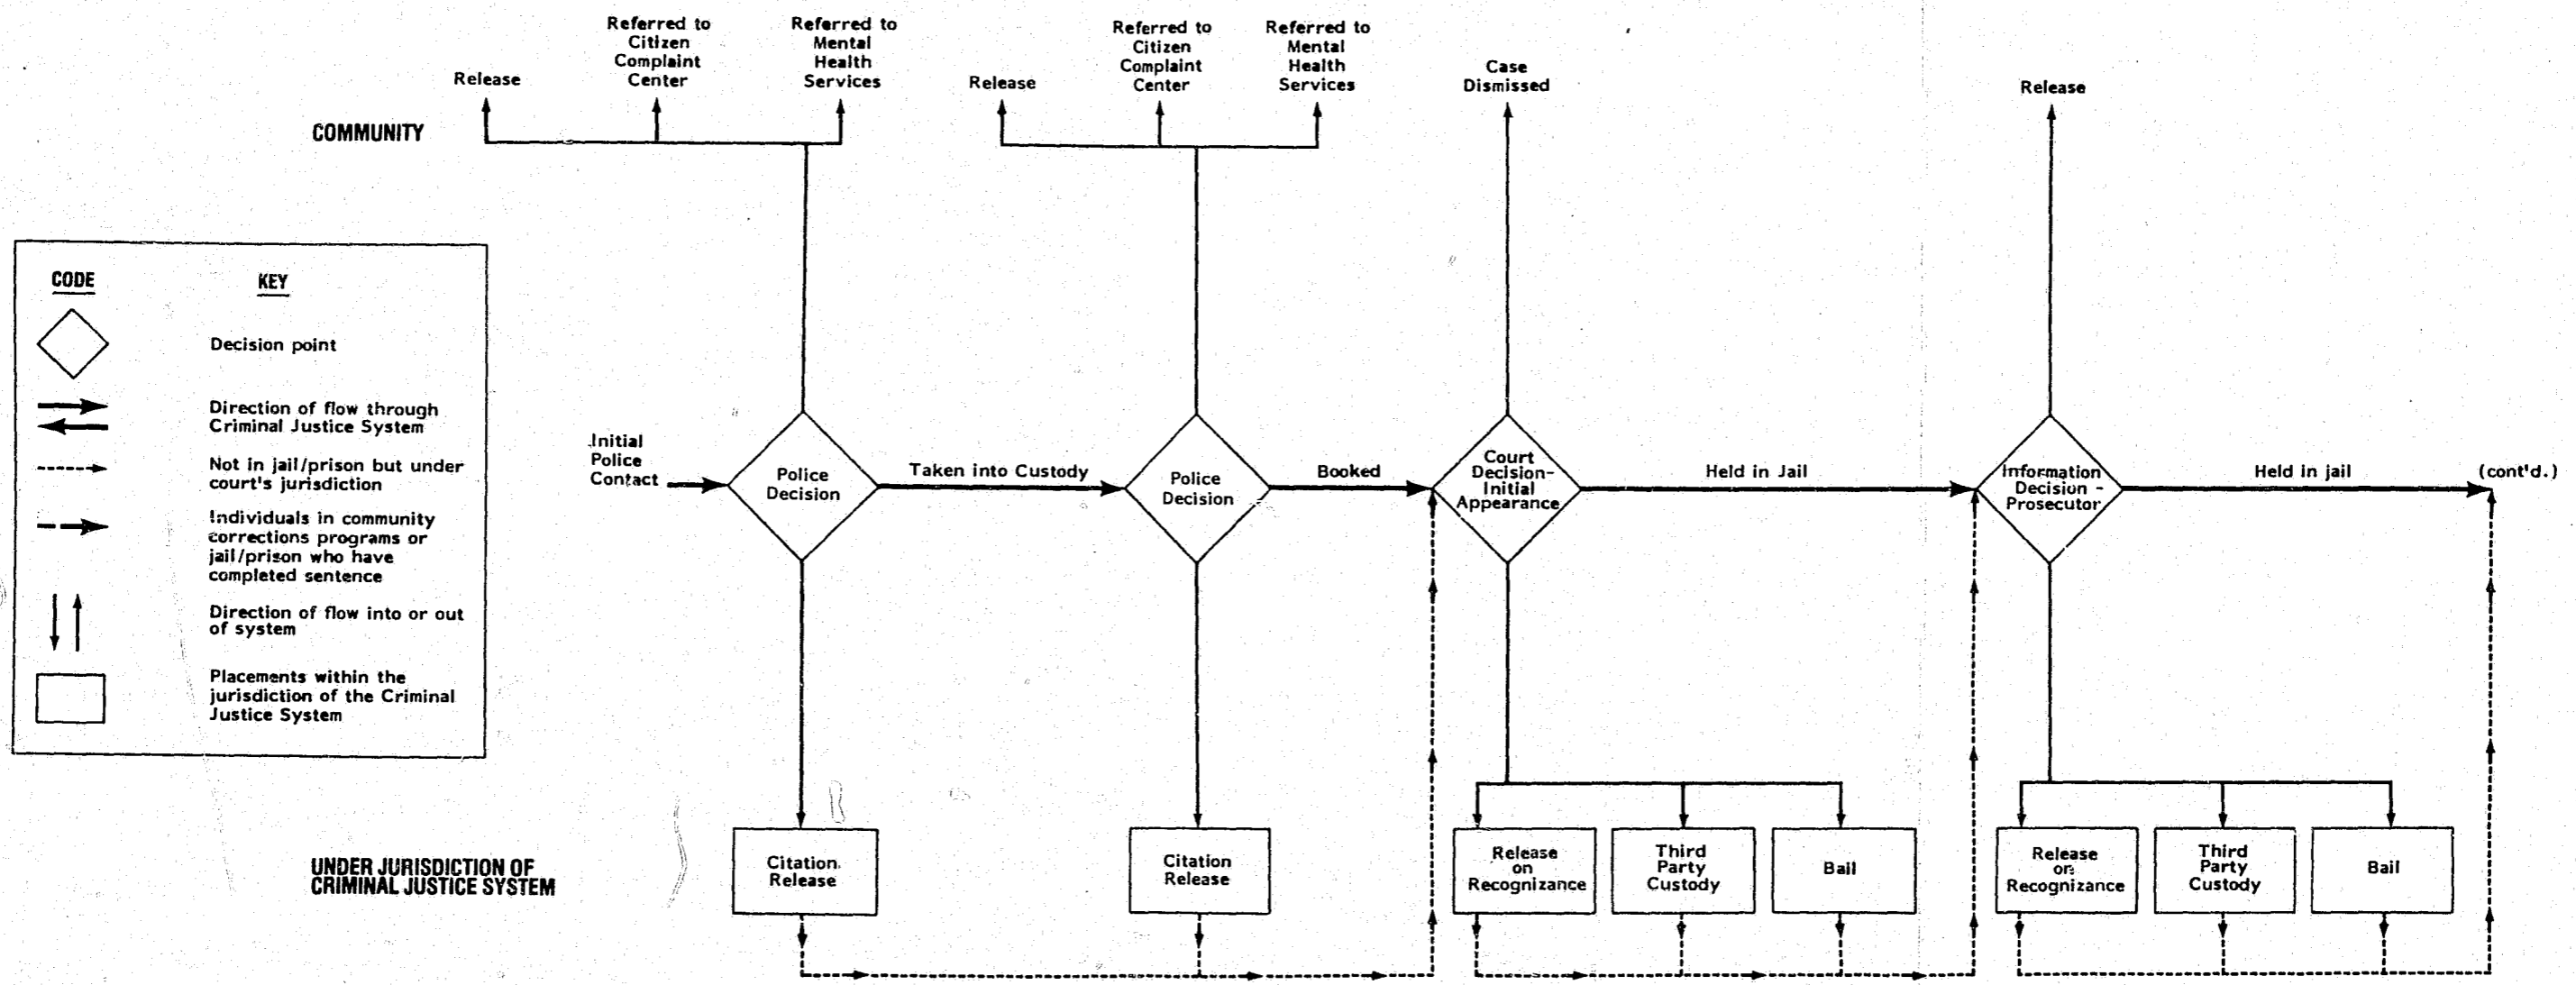 Release
Referred to
Citizen
Complaint
Center
Referred to
Mental
Health
Services
Release
Referred to
Citizen
Complaint
Center
Referred to
Mental
Health
Services
Case
Dismissed
Release
COMMUNITY
CODE
KEY
Decision point
Direction of flow through
Criminal Justice System
Not in jail/prison but under
court's jurisdiction
Individuals in community
corrections programs or
jail/prison who have
completed sentence
Direction of flow into or out
of system
Placements within the
jurisdiction of the Criminal
Justice System
Initial
Police
Contact
Police
Decision
Taken into Custody
Police
Decision
Booked
Court
Decision-
Initial
Appearance
Held in Jail
Information
Decision -
Prosecutor
Held in jail
(cont'd.)
UNDER JURISDICTION OF
CRIMINAL JUSTICE SYSTEM
Citation
Release
Citation
Release
Release
on
Recognizance
Third
Party
Custody
Bail
Release
on
Recognizance
Third
Party
Custody
Bail